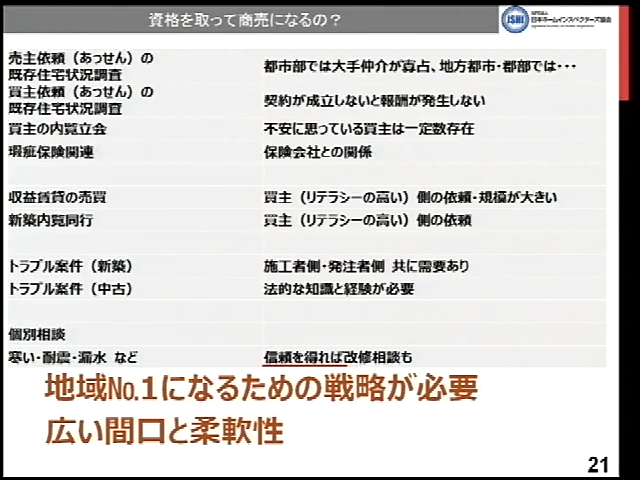 資格を取って商売になるの？
JSHI
日本ホームインスペクターズ協会
売主依頼（あっせん）の
既存住宅状況調査
都市部では大手仲介が寡占、地方都市・郡部では・・・
買主依頼（あっせん）の
既存住宅状況調査
契約が成立しないと報酬が発生しない
買主の内覧立会
不安に思っている買主は一定数存在
瑕疵保険関連
保険会社との関係
収益賃貸の売買
買主（リテラシーの高い）側の依頼・規模が大きい
新築内覧同行
買主（リテラシーの高い）側の依頼
トラブル案件（新築）
施工者側・発注者側 共に需要あり
トラブル案件（中古）
法的な知識と経験が必要
個別相談
寒い・耐震・漏水 など
信頼を得れば改修相談も
地域№1になるための戦略が必要
広い間口と柔軟性
21